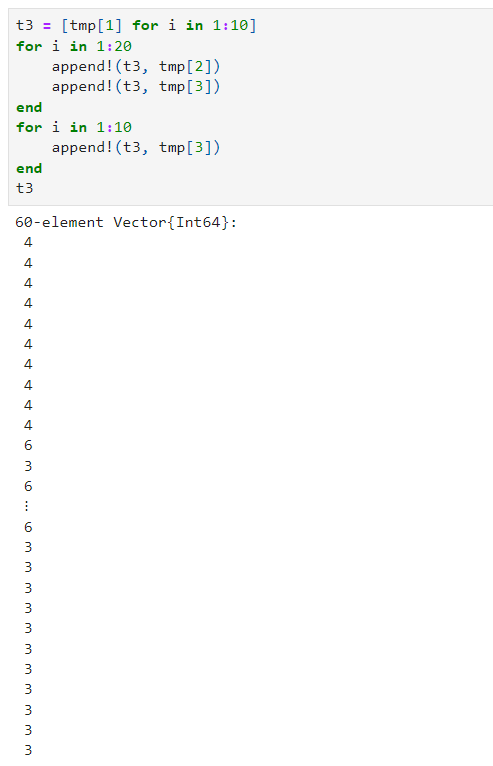 t3 = [tmp[1] for i in 1:10]
for i in 1:20
    append!(t3, tmp[2])
    append!(t3, tmp[3])
end
for i in 1:10
    append!(t3, tmp[3])
end
t3
60-element Vector{Int64}:
 4
 4
 4
 4
 4
 4
 4
 4
 4
 4
 6
 3
 6
 ⋮
 6
 3
 3
 3
 3
 3
 3
 3
 3
 3
 3
 3